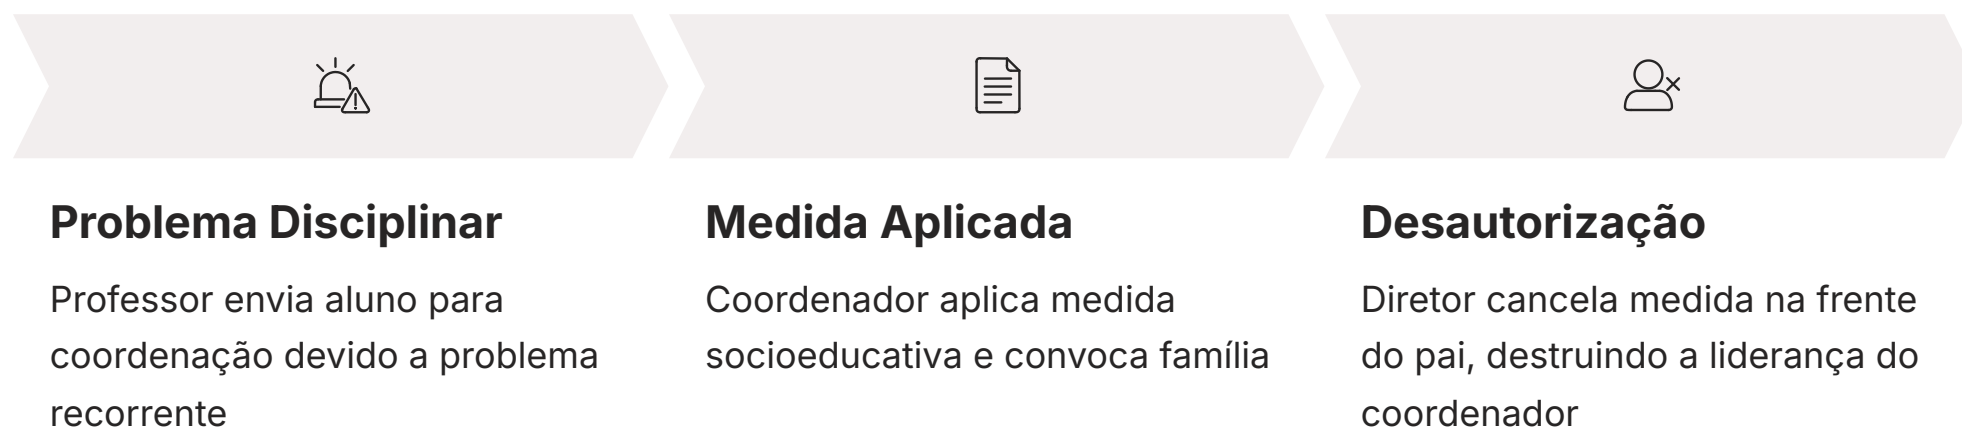 Problema Disciplinar
Professor envia aluno para
coordenação devido a problema
recorrente
Medida Aplicada
Coordenador aplica medida
socioeducativa e convoca família
Desautorização
Diretor cancela medida na frente
do pai, destruindo a liderança do
coordenador